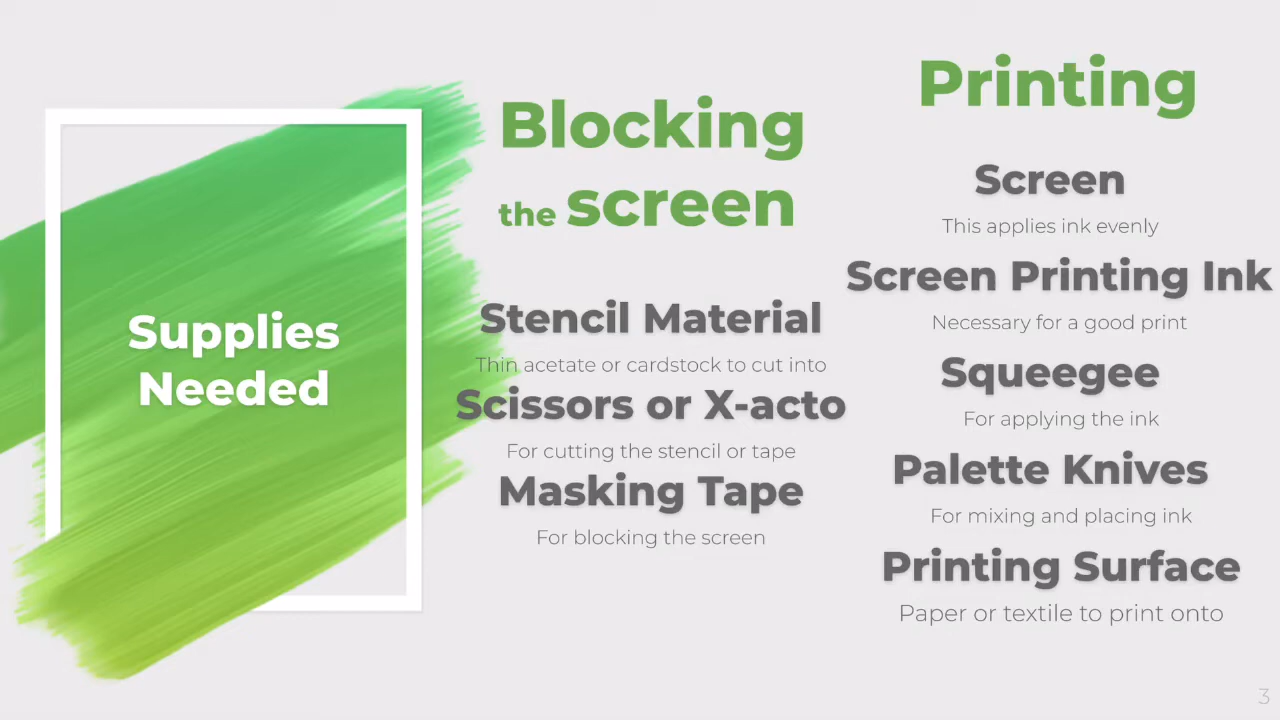 Supplies
Needed
Blocking
the screen
Stencil Material
Thin acetate or cardstock to cut into
Scissors or X-acto
For cutting the stencil or tape
Masking Tape
For blocking the screen
Printing
Screen
This applies ink evenly
Screen Printing Ink
Necessary for a good print
Squeegee
For applying the ink
Palette Knives
For mixing and placing ink
Printing Surface
Paper or textile to print onto
3